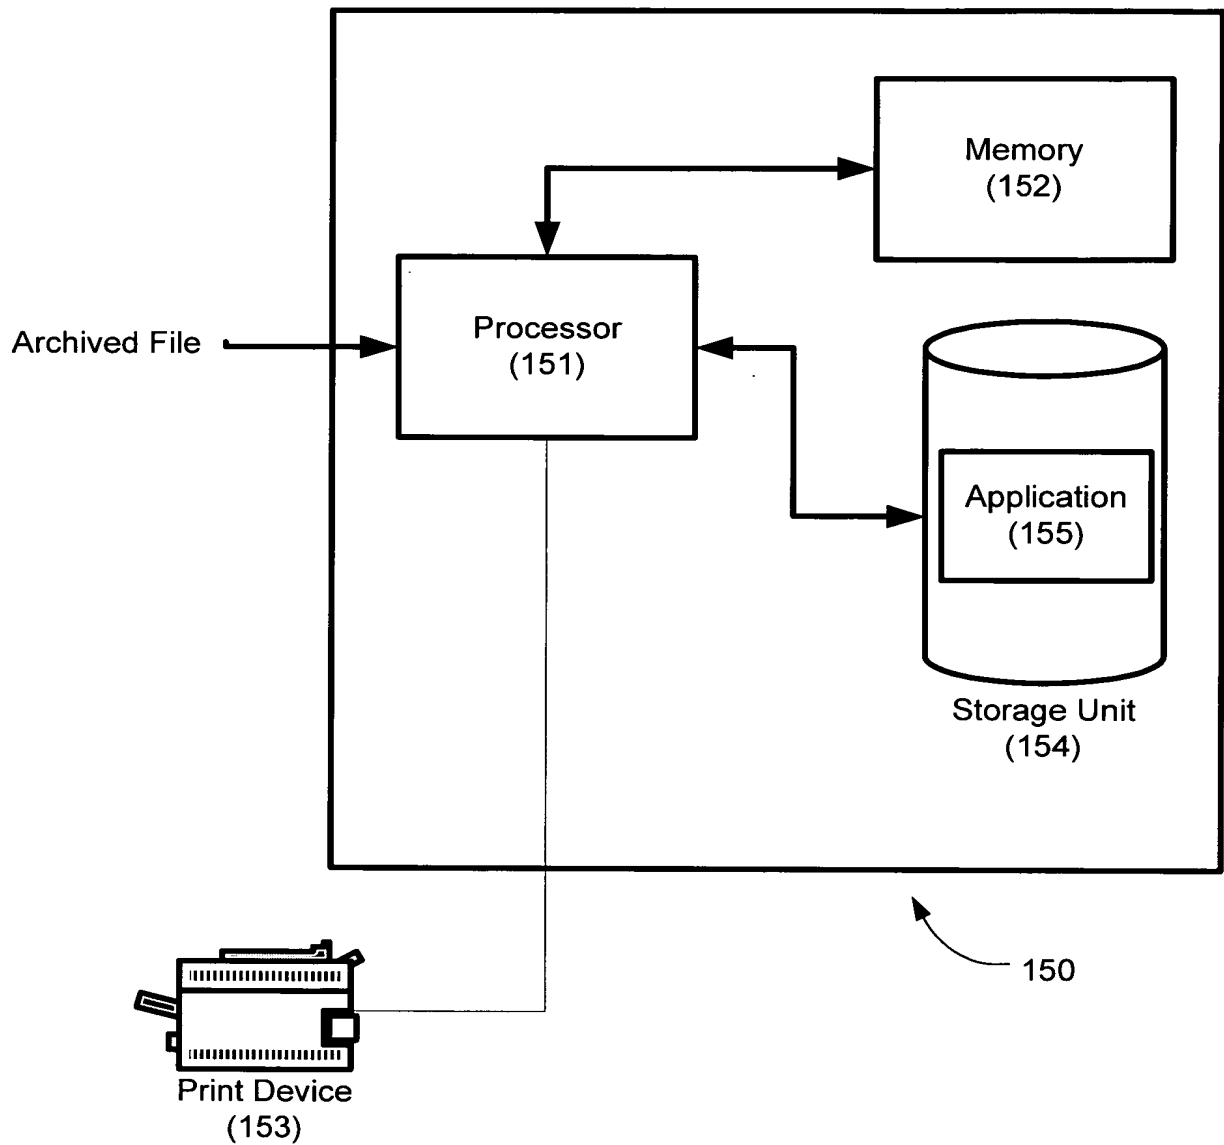 Memory
(152)
Archived File
Processor
(151)
Application
(155)
Storage Unit
(154)
150
Print Device
(153)